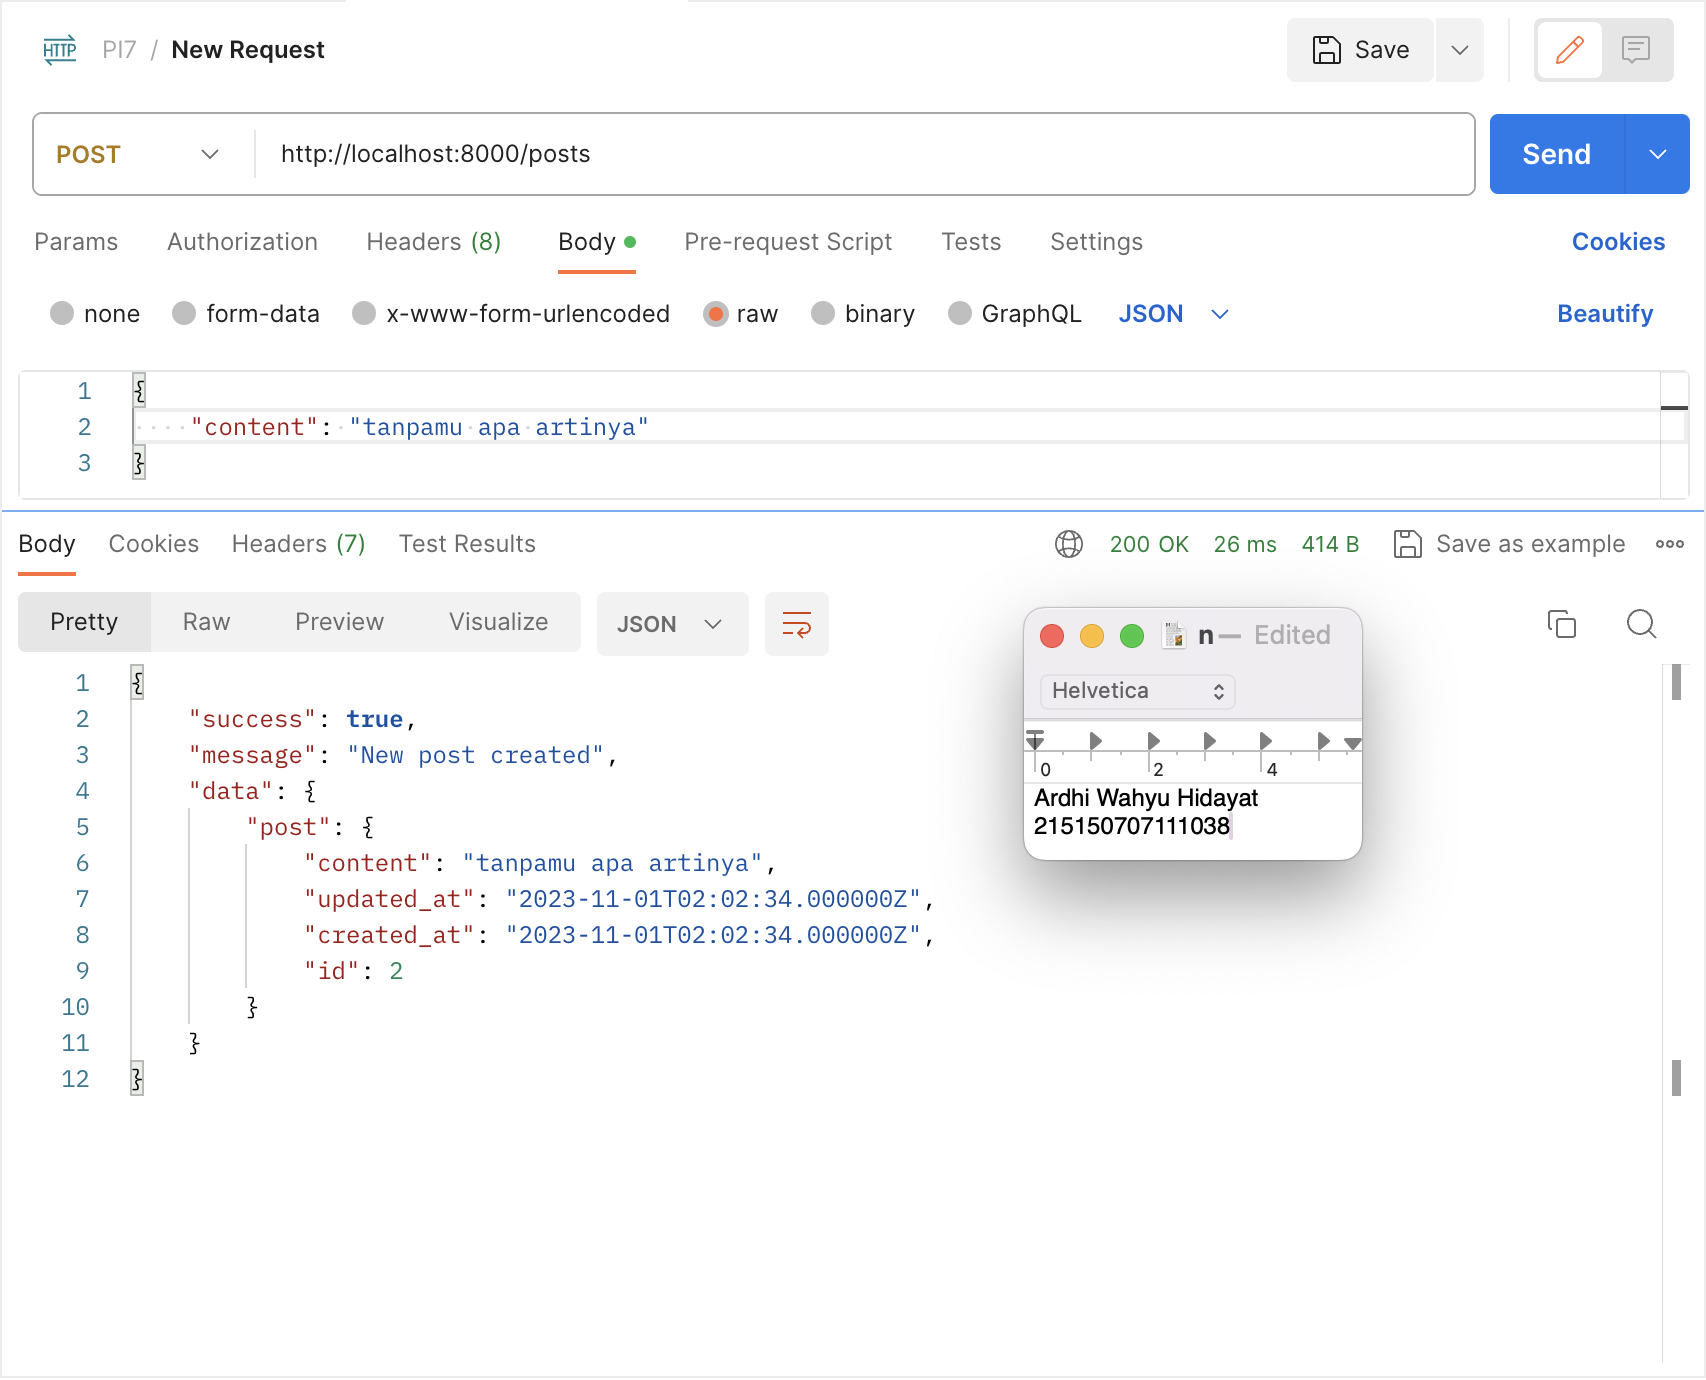 HTTP PI7 / New Request
Save
POST http://localhost:8000/posts
Send
Params Authorization Headers (8) Body Pre-request Script Tests Settings Cookies
none form-data x-www-form-urlencoded raw binary GraphQL JSON Beautify
1 {
2 "content": "tanpamu apa artinya"
3 }
Body Cookies Headers (7) Test Results 200 OK 26 ms 414 B Save as example
Pretty Raw Preview Visualize JSON
1 {
2 "success": true,
3 "message": "New post created",
4 "data": {
5 "post": {
6 "content": "tanpamu apa artinya",
7 "updated_at": "2023-11-01T02:02:34.000000Z",
8 "created_at": "2023-11-01T02:02:34.000000Z",
9 "id": 2
10 }
11 }
12 }
n — Edited
Helvetica
0 2 4
Ardhi Wahyu Hidayat
215150707111038